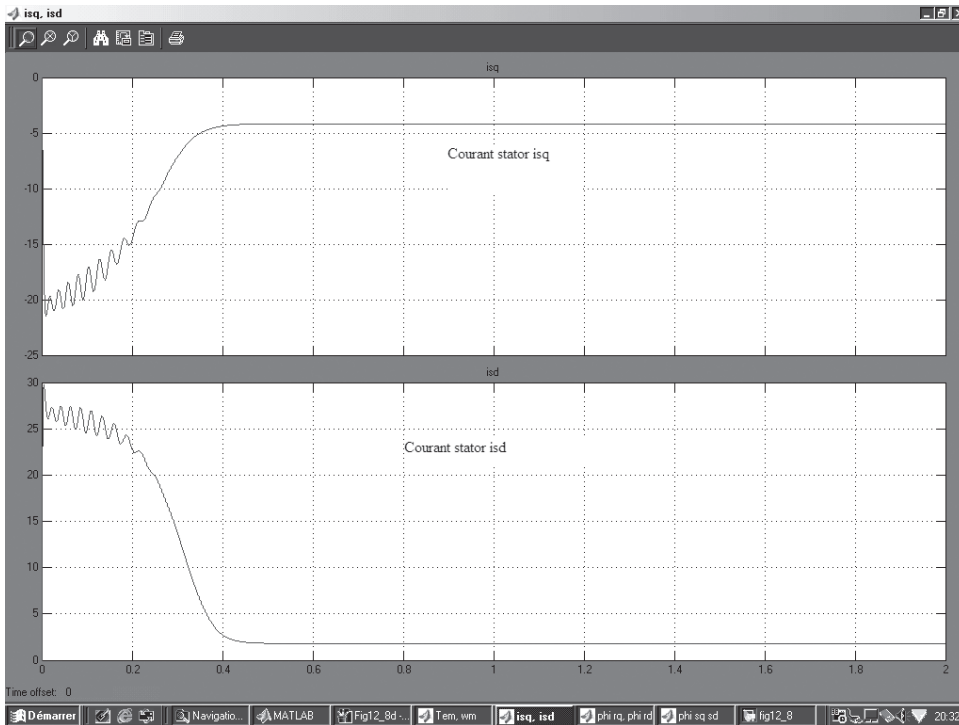 isq, isd
isq
0
-5
-10
-15
-20
-25
Courant stator isq
isd
30
25
20
15
10
5
0
Courant stator isd
0 0.2 0.4 0.6 0.8 1 1.2 1.4 1.6 1.8 2
Time offset: 0
Démarrer Navigatio... MATLAB Fig12_8d -... Tem, wm isq, isd phi rq, phi rd phi sq sd fig12_8 20:32